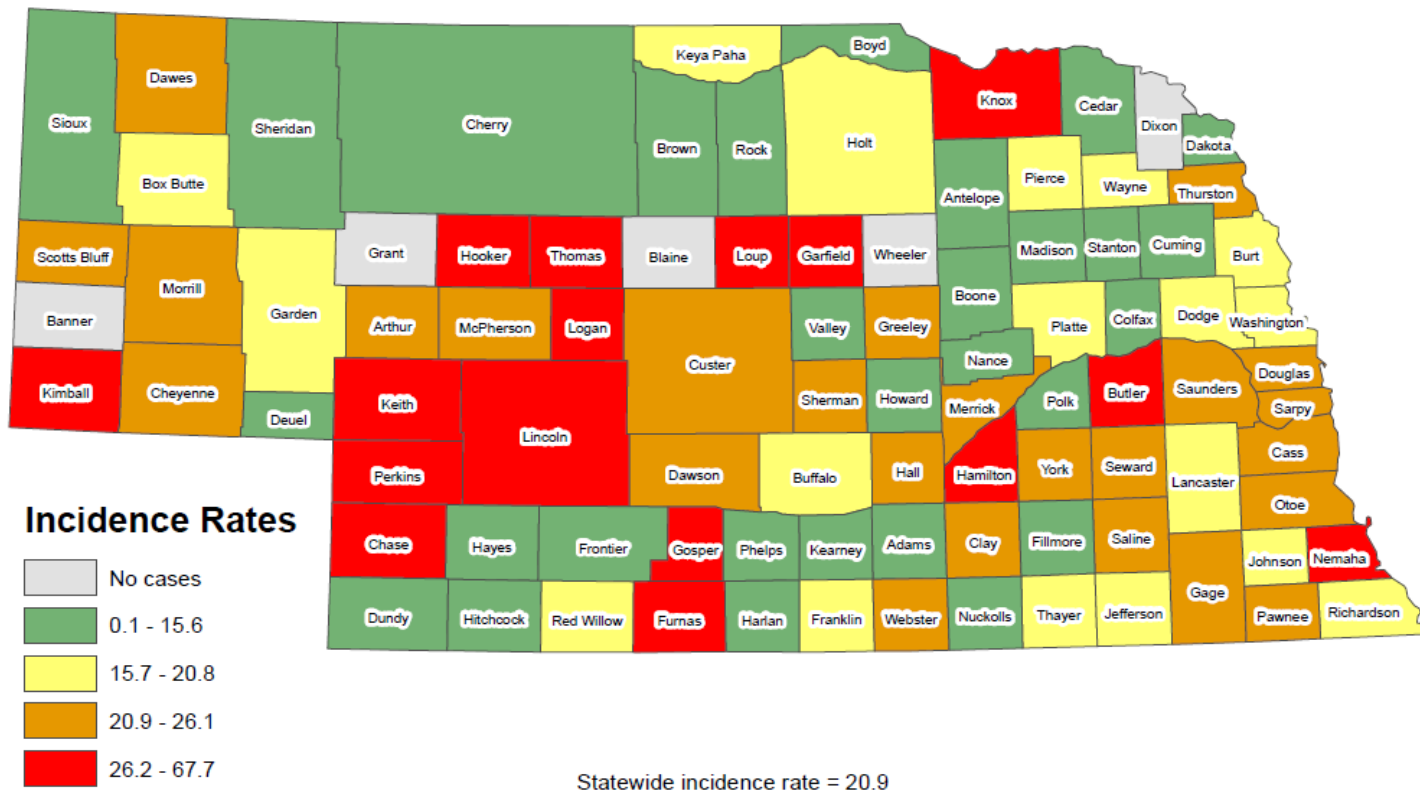 Keya Paha
Boyd
Dawes
Knox
Cedar
Sioux
Sheridan
Cherry
Dixon
Holt
Brown
Rock
Dakota
Box Butte
Pierce
Wayne
Thurston
Antelope
Scotts Bluff
Grant
Hooker
Thomas
Blaine
Loup
Garfield
Wheeler
Madison
Stanton
Cuming
Burt
Morrill
Banner
Garden
Arthur
McPherson
Logan
Valley
Greeley
Boone
Platte
Colfax
Dodge
Washington
Custer
Nance
Kimball
Cheyenne
Deuel
Keith
Lincoln
Sherman
Howard
Merrick
Polk
Butler
Saunders
Douglas
Sarpy
Perkins
Dawson
Buffalo
Hall
Hamilton
York
Seward
Lancaster
Cass
Otoe
Chase
Hayes
Frontier
Gosper
Phelps
Kearney
Adams
Clay
Fillmore
Saline
Johnson
Nemaha
Dundy
Hitchcock
Red Willow
Furnas
Harlan
Franklin
Webster
Nuckolls
Thayer
Jefferson
Gage
Pawnee
Richardson
Incidence Rates
No cases
0.1 - 15.6
15.7 - 20.8
20.9 - 26.1
26.2 - 67.7
Statewide incidence rate = 20.9